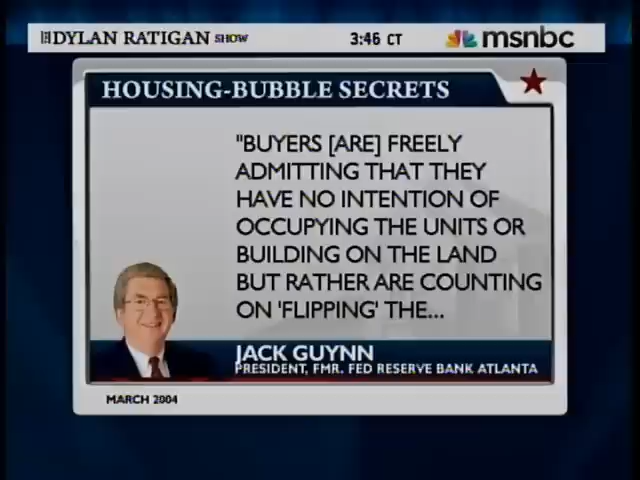 THE DYLAN RATIGAN SHOW 3:46 CT msnbc
HOUSING-BUBBLE SECRETS
"BUYERS [ARE] FREELY
ADMITTING THAT THEY
HAVE NO INTENTION OF
OCCUPYING THE UNITS OR
BUILDING ON THE LAND
BUT RATHER ARE COUNTING
ON 'FLIPPING' THE...
JACK GUYNN
PRESIDENT, FMR. FED RESERVE BANK ATLANTA
MARCH 2004